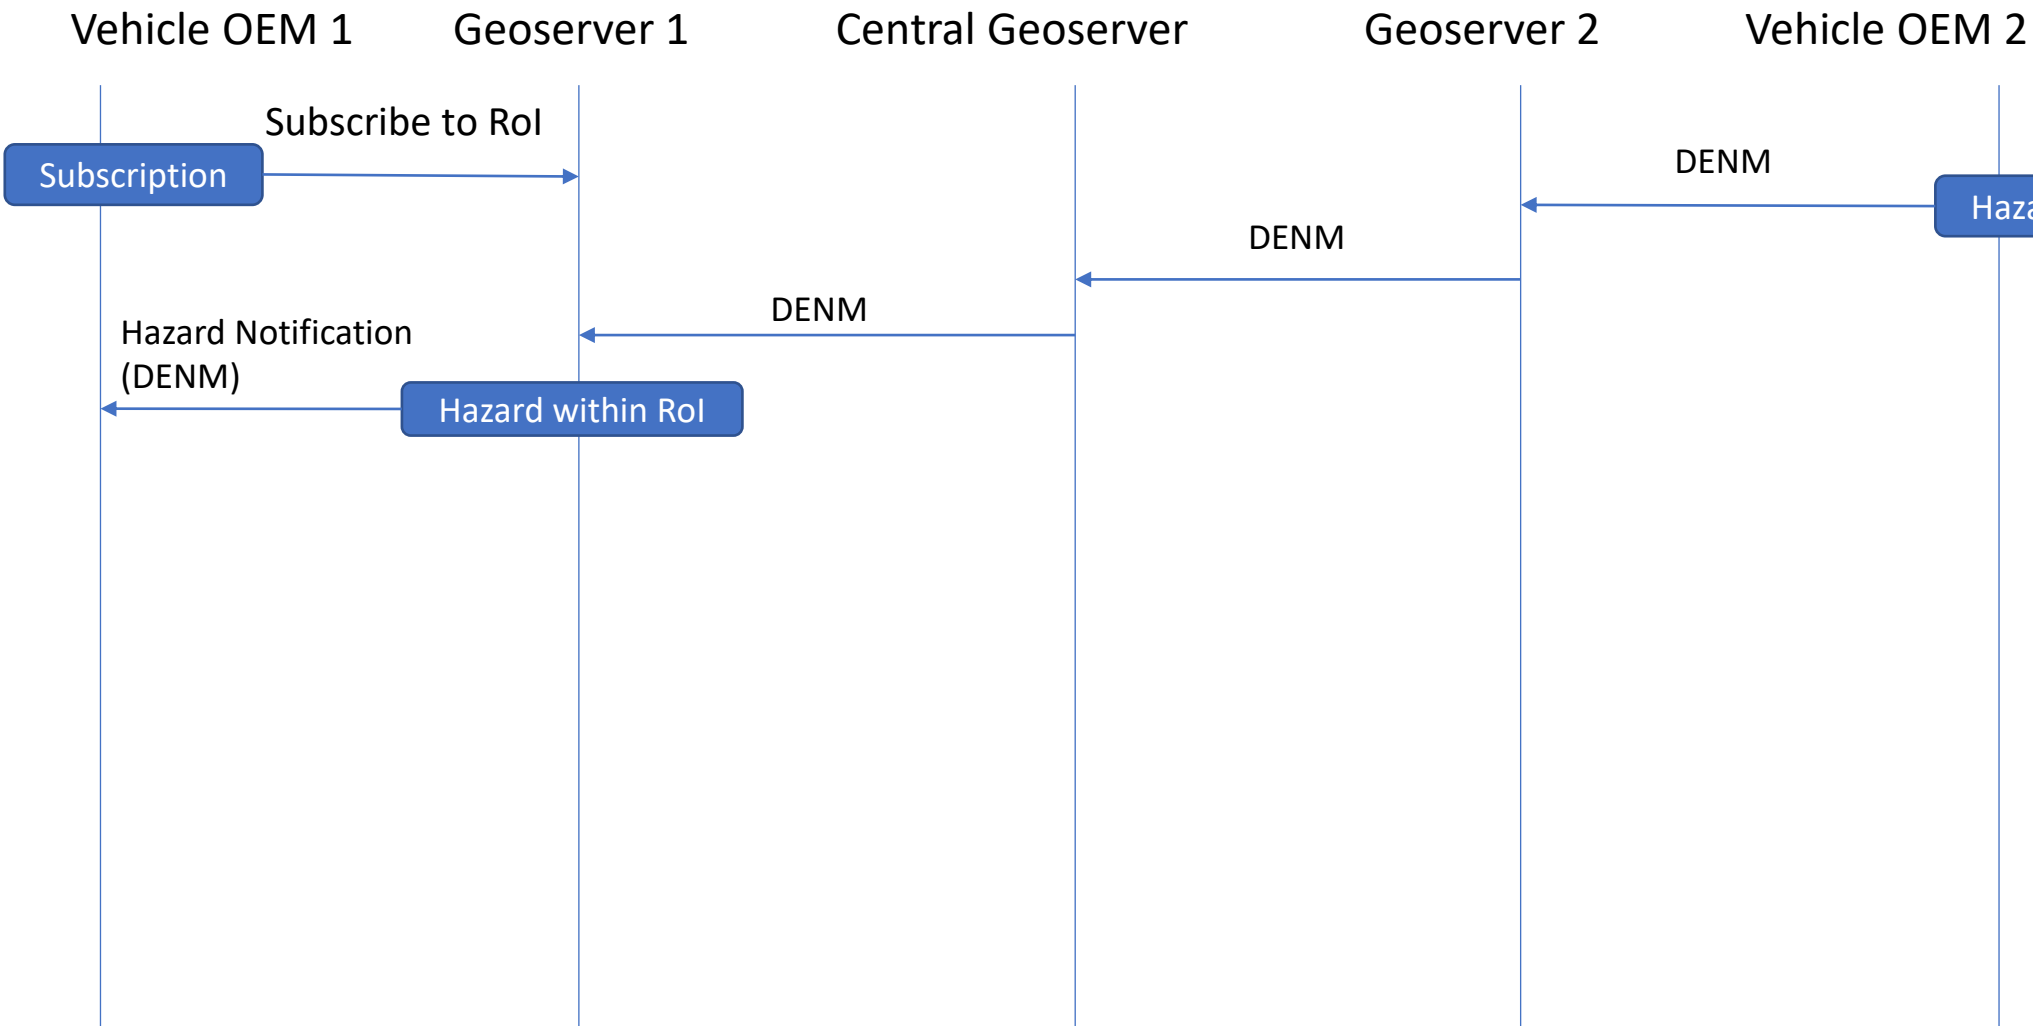 Vehicle OEM 1 Geoserver 1 Central Geoserver Geoserver 2 Vehicle OEM 2
Subscribe to RoI
Subscription
DENM
DENM
DENM
Hazard Notification
(DENM)
Hazard within RoI